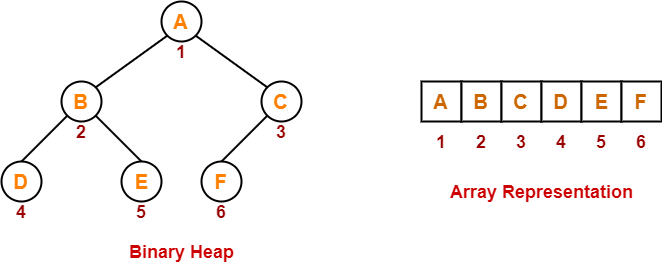 A
1
B
C
2
3
D
E
F
4
5
6
Binary Heap
A B C D E F
1 2 3 4 5 6
Array Representation